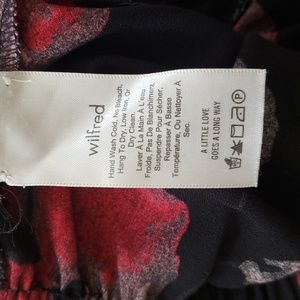 wilfred
Hand Wash Cold, No Bleach,
Hang To Dry, Low Iron, Or
Dry Clean.
Laver À La Main À L'eau
Froide, Pas De Blanchiment,
Suspendre Pour Sécher,
Repasser À Basse
Température, Ou Nettoyer À
Sec.
P
A LITTLE LOVE
GOES A LONG WAY